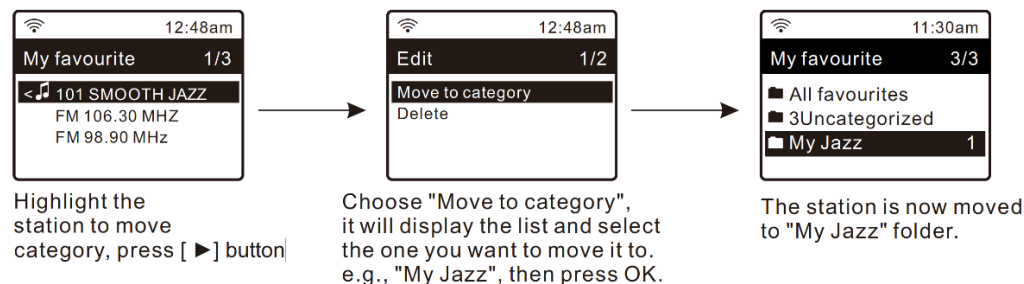 12:48am
My favourite 1/3
< 101 SMOOTH JAZZ
FM 106.30 MHZ
FM 98.90 MHz
Highlight the
station to move
category, press [ ►] button
12:48am
Edit 1/2
Move to category
Delete
Choose "Move to category",
it will display the list and select
the one you want to move it to.
e.g., "My Jazz", then press OK.
11:30am
My favourite 3/3
All favourites
3Uncategorized
My Jazz 1
The station is now moved
to "My Jazz" folder.